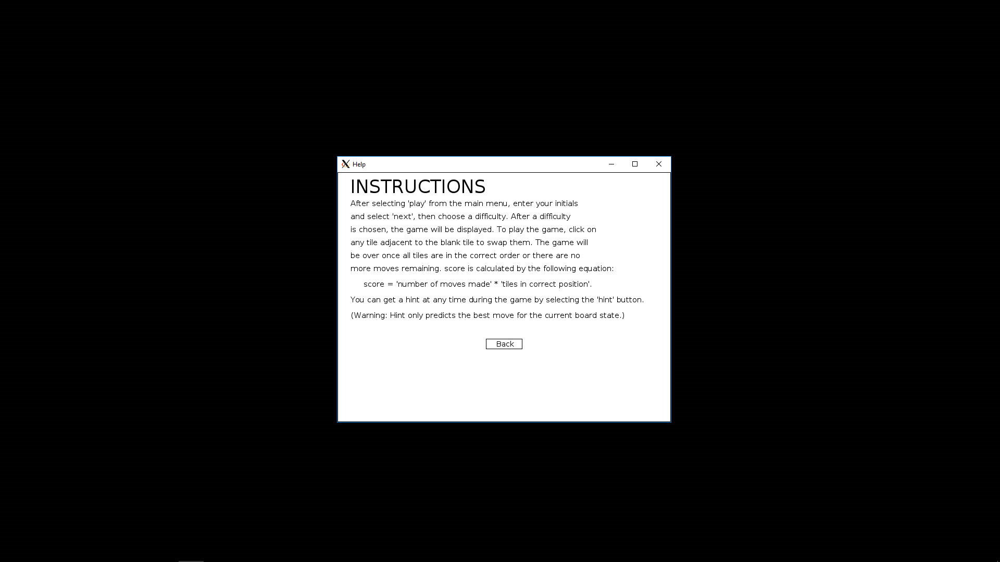 Help
INSTRUCTIONS
After selecting 'play' from the main menu, enter your initials
and select 'next', then choose a difficulty. After a difficulty
is chosen, the game will be displayed. To play the game, click on
any tile adjacent to the blank tile to swap them. The game will
be over once all tiles are in the correct order or there are no
more moves remaining. score is calculated by the following equation:
score = 'number of moves made' * 'tiles in correct position'.
You can get a hint at any time during the game by selecting the 'hint' button.
(Warning: Hint only predicts the best move for the current board state.)
Back